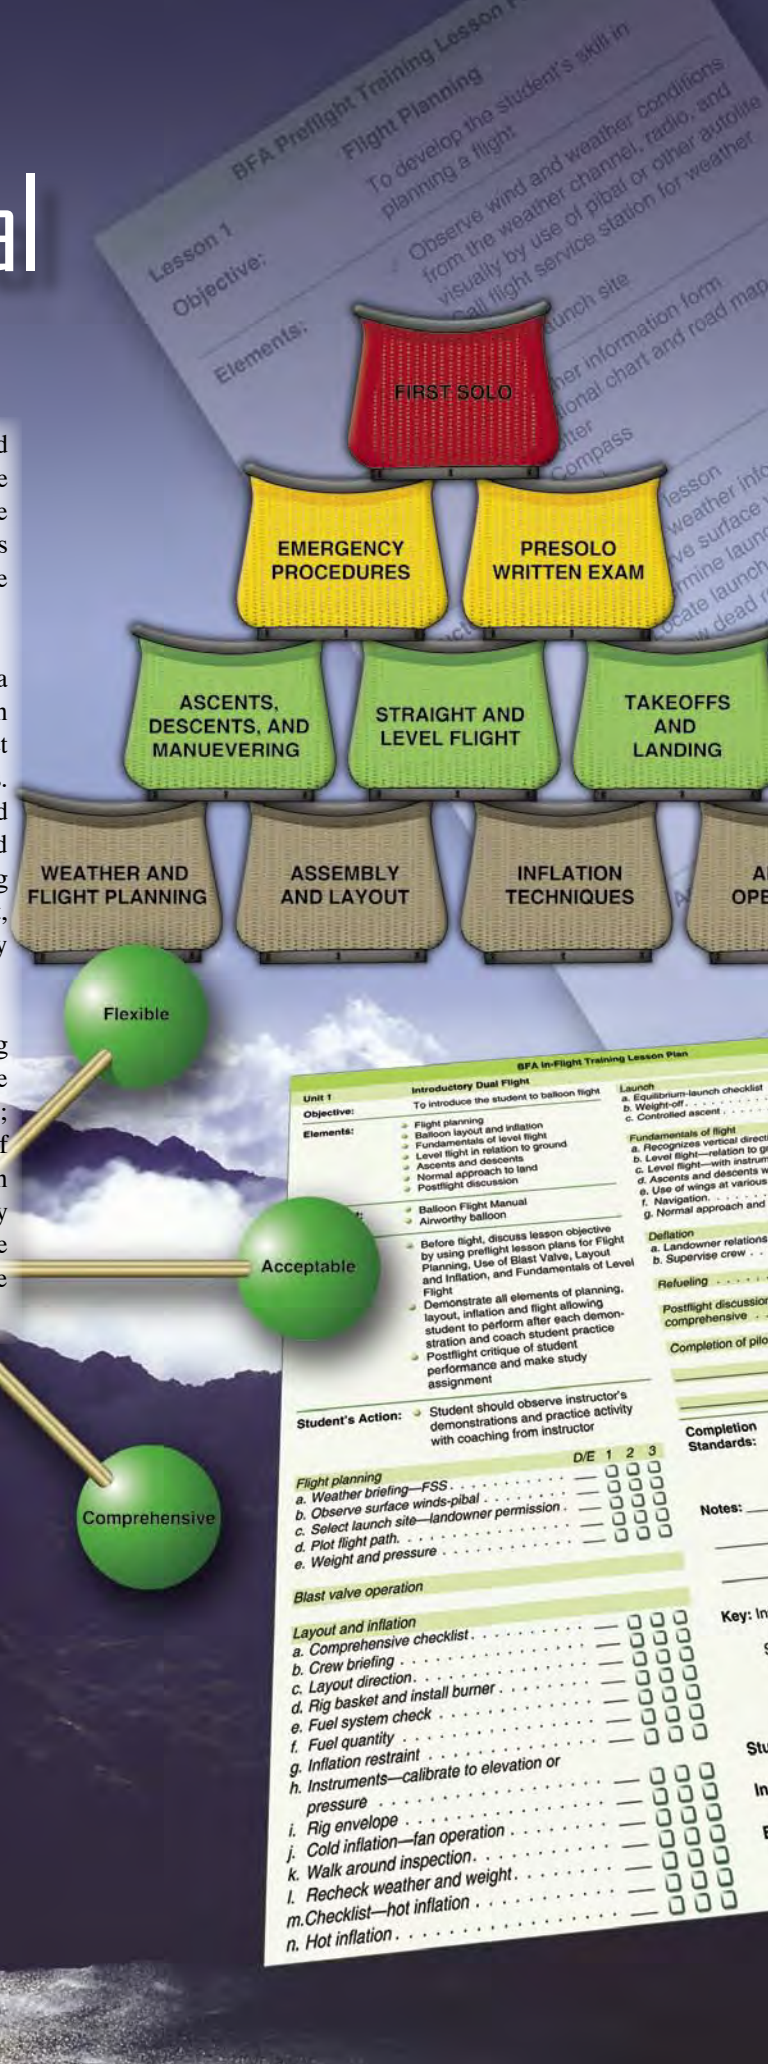 BFA Preflight Training Lesson
Flight Planning
Lesson 1
Objective:
To develop the student's skill in
planning a flight
Elements:
Observe wind and weather conditions
from the weather channel, radio, and
visually by use of pibal or other
Call flight service station for weather
launch site
information form
chart and road map
Compass
lesson
weather
surface
launch
launch
dead
al
FIRST SOLO
EMERGENCY
PROCEDURES
PRESOLO
WRITTEN EXAM
ASCENTS,
DESCENTS, AND
MANUEVERING
STRAIGHT AND
LEVEL FLIGHT
TAKEOFFS
AND
LANDING
WEATHER AND
FLIGHT PLANNING
ASSEMBLY
AND LAYOUT
INFLATION
TECHNIQUES
Flexible
Acceptable
Comprehensive
BFA In-Flight Training Lesson Plan
Unit 1
Introductory Dual Flight
Objective:
To introduce the student to balloon flight
Elements:
Flight planning
Balloon layout and inflation
Fundamentals of level flight
Level flight in relation to ground
Ascents and descents
Normal approach to land
Postflight discussion
Balloon Flight Manual
Airworthy balloon
Before flight, discuss lesson objective
by using preflight lesson plans for Flight
Planning, Use of Blast Valve, Layout
and Inflation, and Fundamentals of Level
Flight
Demonstrate all elements of planning,
layout, inflation and flight allowing
student to perform after each demon-
stration and coach student practice
Postflight critique of student
performance and make study
assignment
Student's Action:
Student should observe instructor's
demonstrations and practice activity
with coaching from instructor
D/E 1 2 3
Flight planning
a. Weather briefing—FSS
b. Observe surface winds-pibal
c. Select launch site—landowner permission
d. Plot flight path
e. Weight and pressure
Blast valve operation
Layout and inflation
a. Comprehensive checklist
b. Crew briefing
c. Layout direction
d. Rig basket and install burner
e. Fuel system check
f. Fuel quantity
g. Inflation restraint
h. Instruments—calibrate to elevation or
pressure
i. Rig envelope
j. Cold inflation—fan operation
k. Walk around inspection
l. Recheck weather and weight
m. Checklist—hot inflation
n. Hot inflation
Launch
a. Equilibrium-launch checklist
b. Weight-off
c. Controlled ascent
Fundamentals of flight
a. Recognizes vertical
b. Level flight—relation to
c. Level flight—with
d. Ascents and descents
e. Use of wings at various
f. Navigation
g. Normal approach and
Deflation
a. Landowner relations
b. Supervise crew
Refueling
Postflight discussion
comprehensive
Completion of
Completion
Standards:
Notes:
Key: